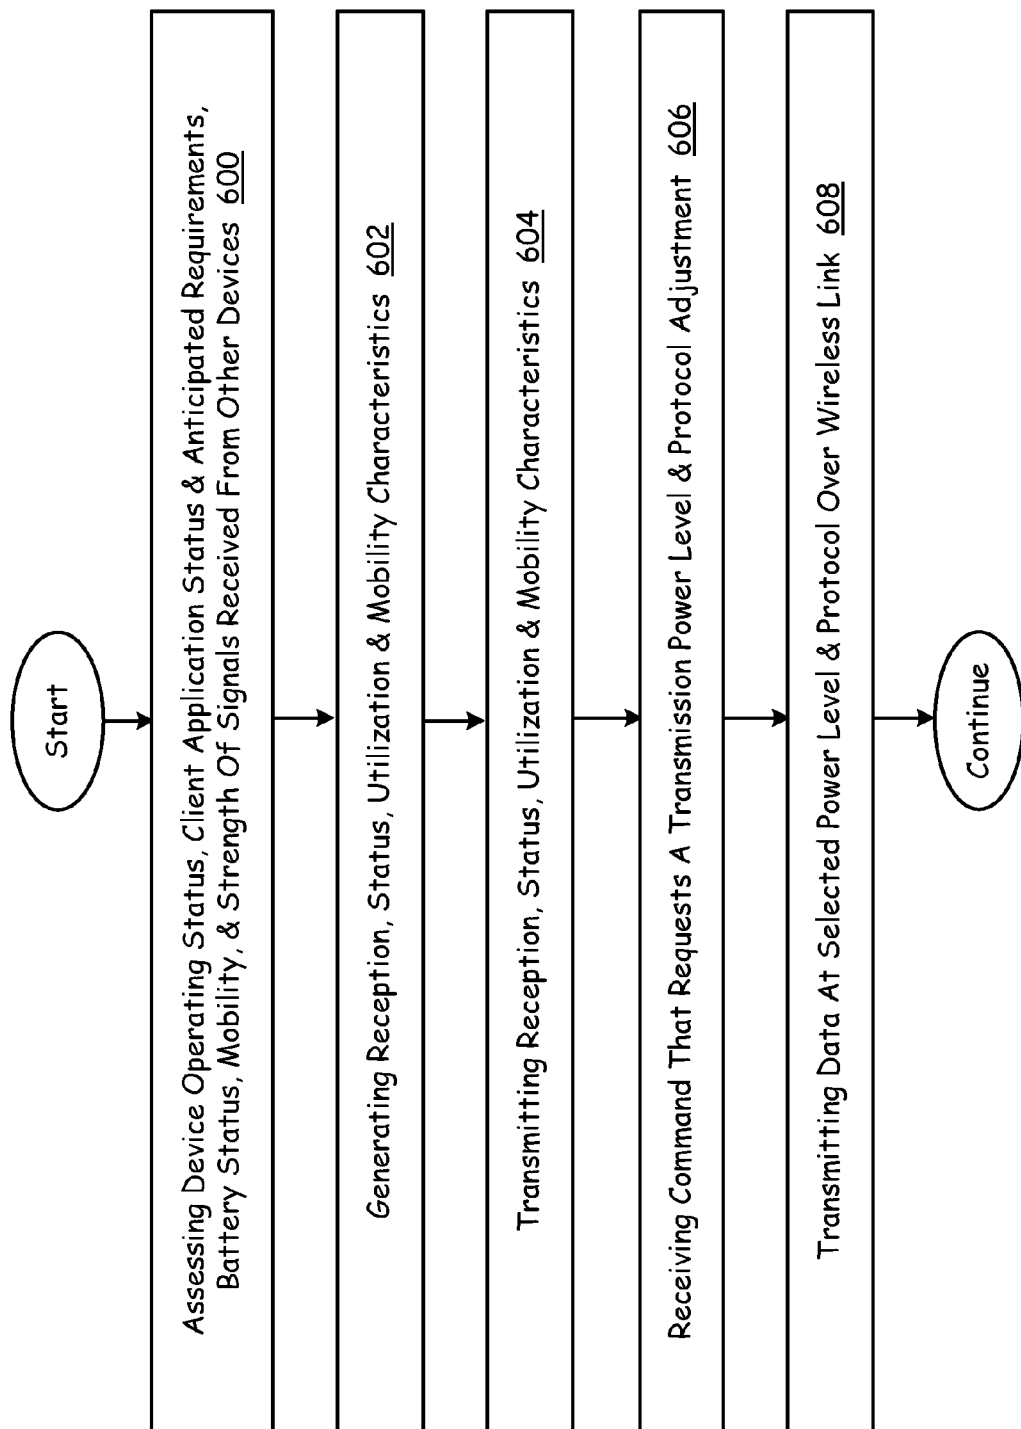 Start
Assessing Device Operating Status, Client Application Status & Anticipated Requirements,
Battery Status, Mobility, & Strength Of Signals Received From Other Devices 600
Generating Reception, Status, Utilization & Mobility Characteristics 602
Transmitting Reception, Status, Utilization & Mobility Characteristics 604
Receiving Command That Requests A Transmission Power Level & Protocol Adjustment 606
Transmitting Data At Selected Power Level & Protocol Over Wireless Link 608
Continue